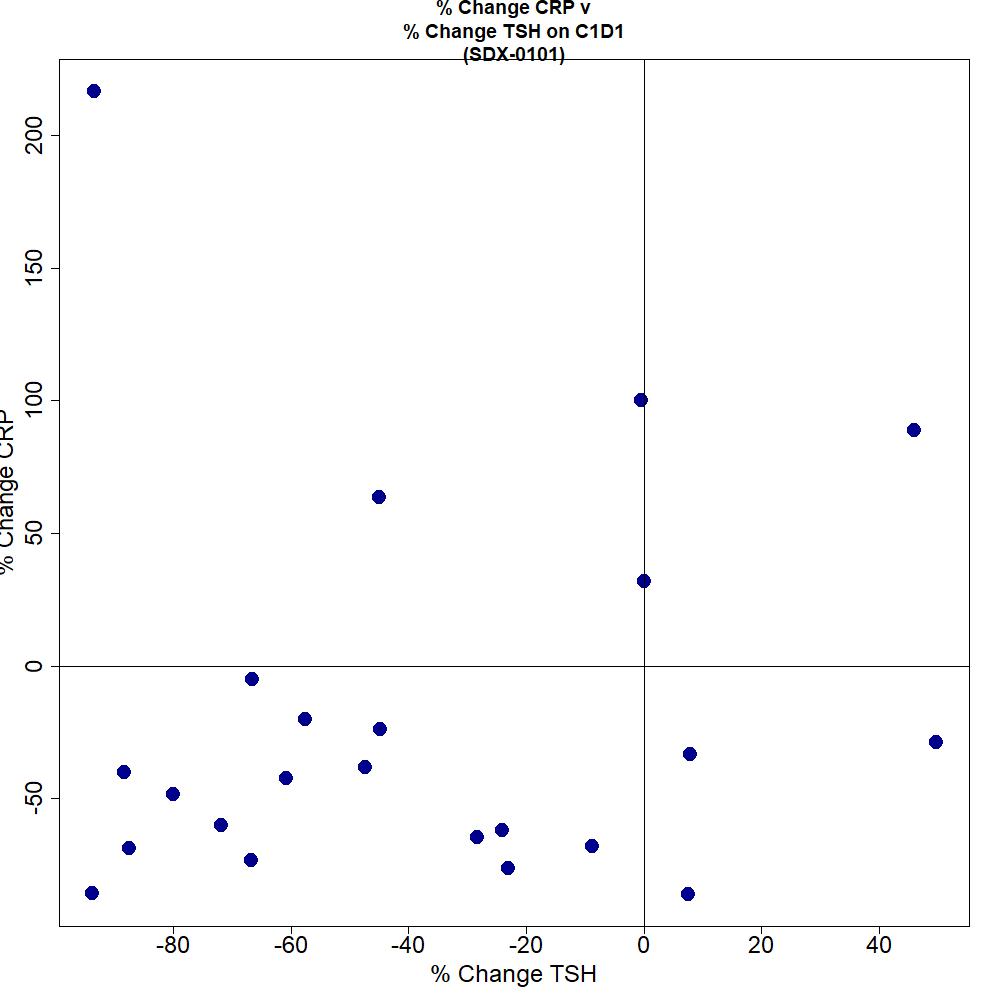 % Change CRP v
% Change TSH on C1D1
(SDX-0101)
200
150
100
50
0
-50
% Change CRP
-80 -60 -40 -20 0 20 40
% Change TSH